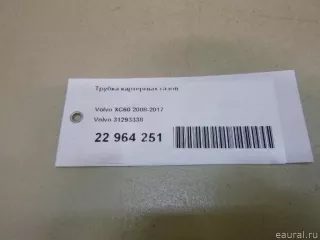 Трубка картерных газов
Volvo XC60 2008-2017
Volvo 31293338
22 964 251
eaural.ru